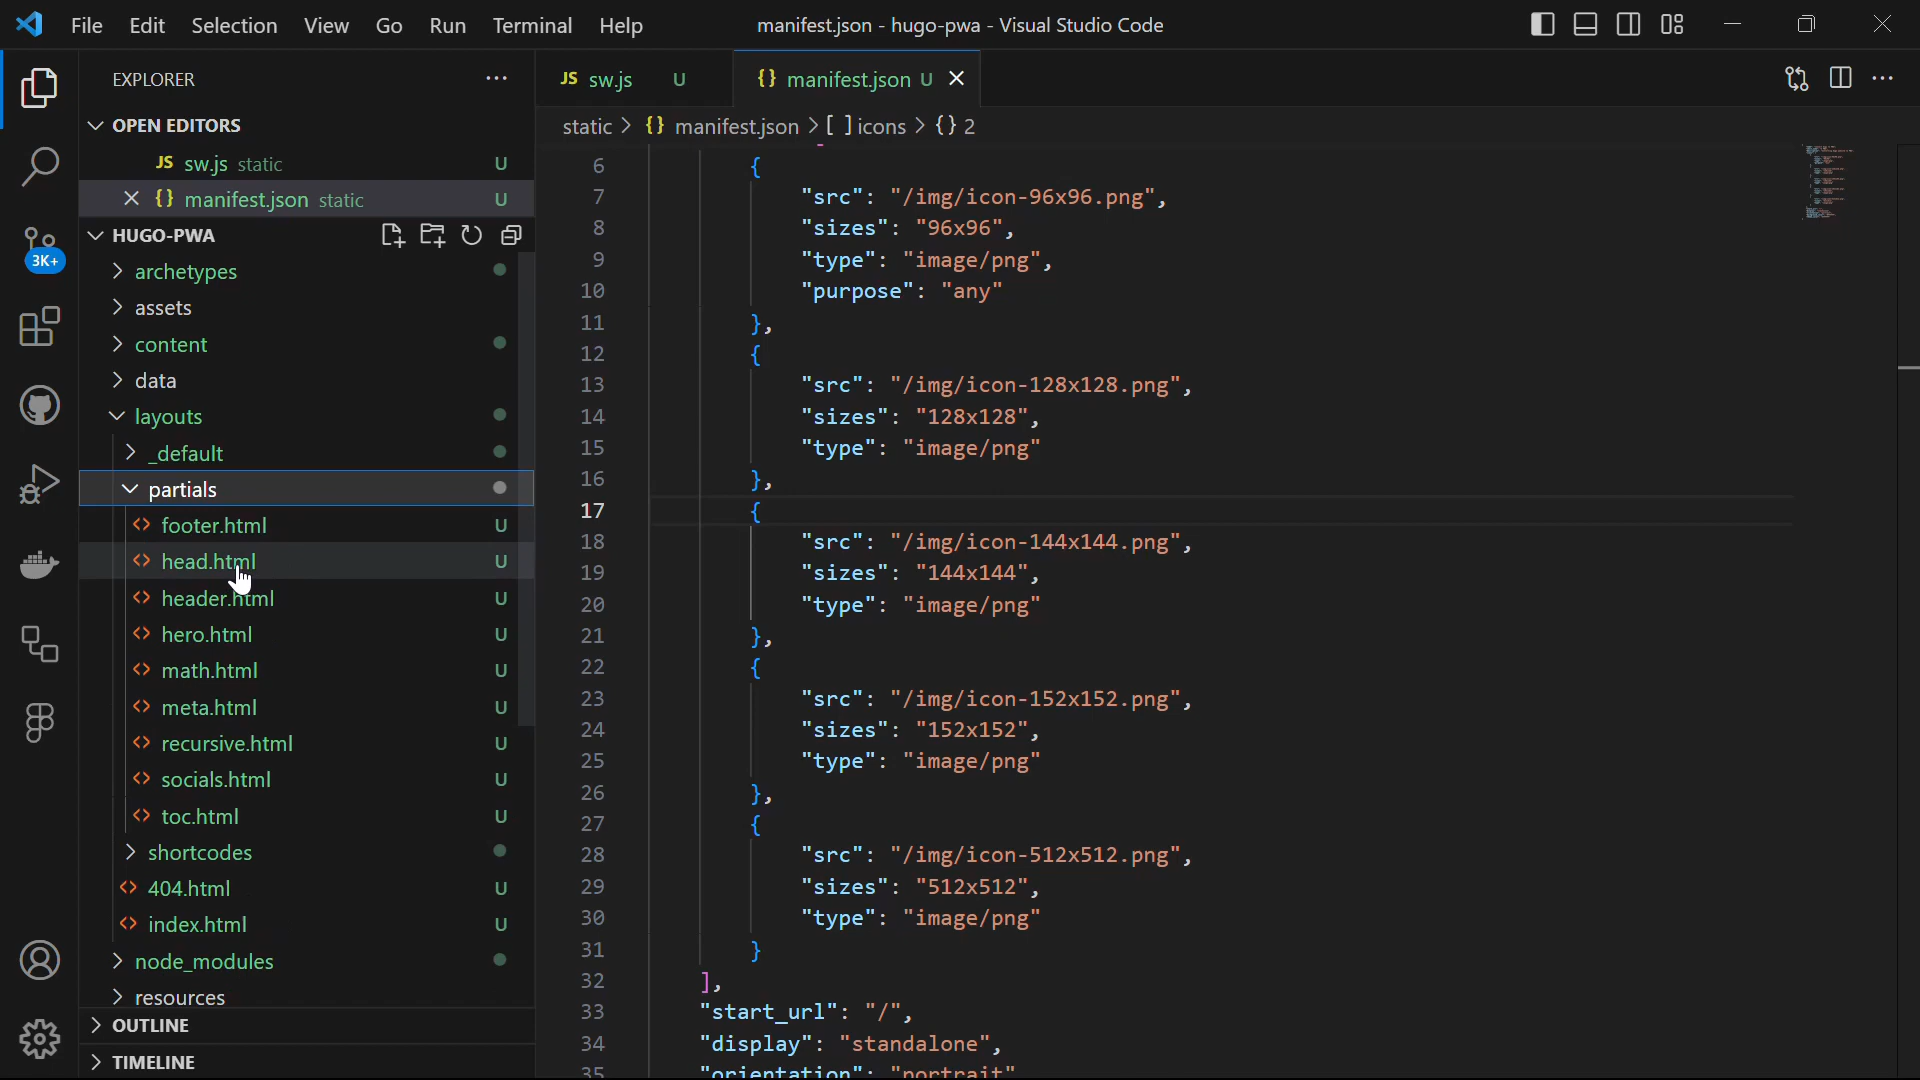 File Edit Selection View Go Run Terminal Help
manifest.json - hugo-pwa - Visual Studio Code
EXPLORER
OPEN EDITORS
JS sw.js static U
{} manifest.json static U
HUGO-PWA
archetypes
assets
content
data
layouts
_default
partials
footer.html U
head.html U
header.html U
hero.html U
math.html U
meta.html U
recursive.html U
socials.html U
toc.html U
shortcodes
404.html U
index.html U
node_modules
resources
OUTLINE
TIMELINE
3K+
JS sw.js U
{} manifest.json U
static > {} manifest.json > [ ] icons > {} 2
6 {
7 "src": "/img/icon-96x96.png",
8 "sizes": "96x96",
9 "type": "image/png",
10 "purpose": "any"
11 },
12 {
13 "src": "/img/icon-128x128.png",
14 "sizes": "128x128",
15 "type": "image/png"
16 },
17 {
18 "src": "/img/icon-144x144.png",
19 "sizes": "144x144",
20 "type": "image/png"
21 },
22 {
23 "src": "/img/icon-152x152.png",
24 "sizes": "152x152",
25 "type": "image/png"
26 },
27 {
28 "src": "/img/icon-512x512.png",
29 "sizes": "512x512",
30 "type": "image/png"
31 }
32 ],
33 "start_url": "/",
34 "display": "standalone",
35 "orientation": "portrait"